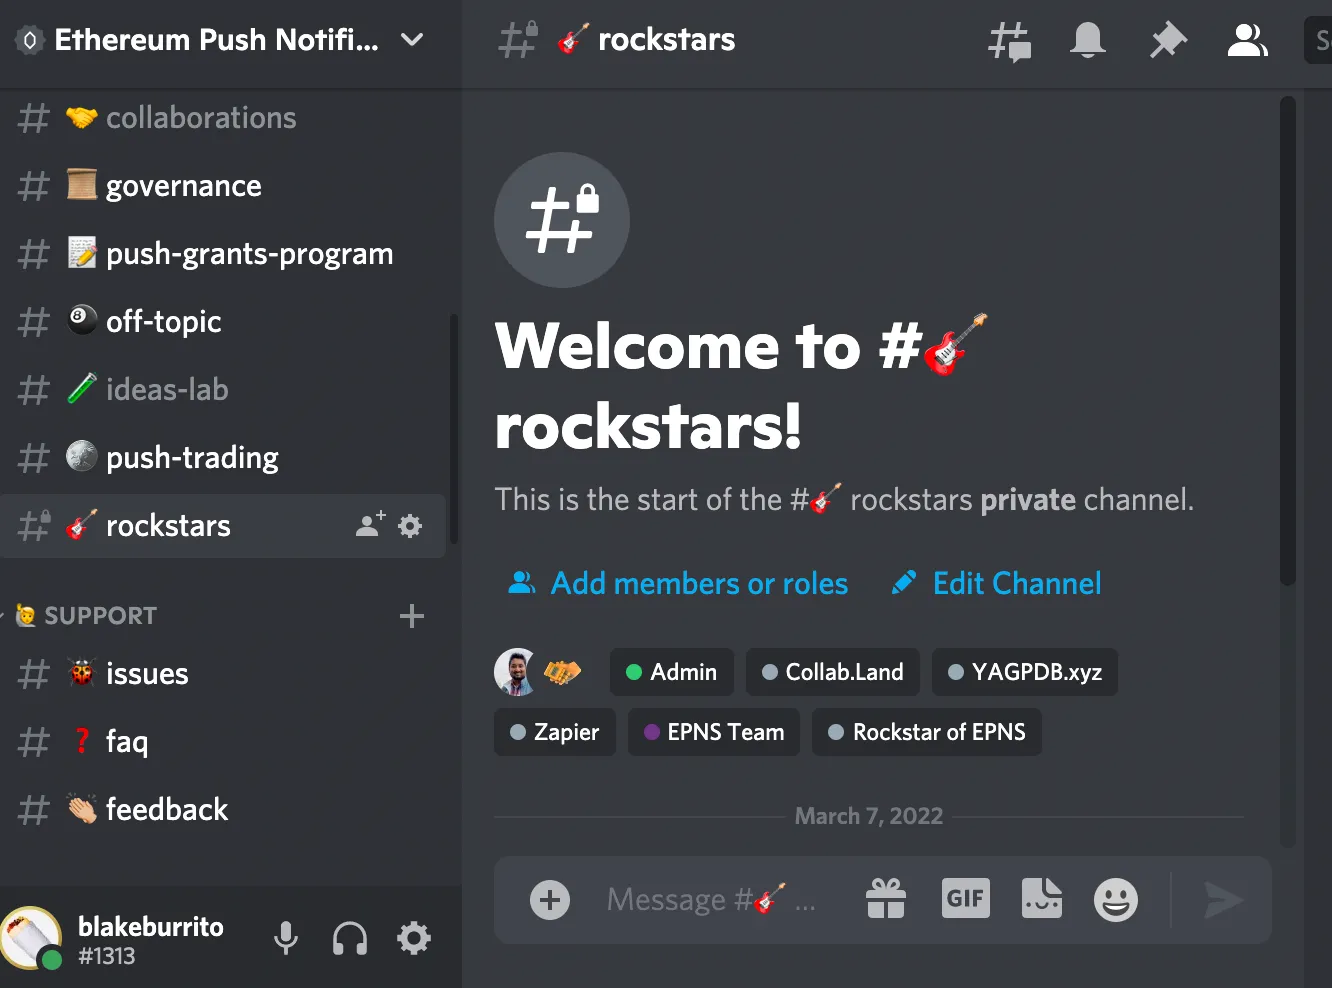 Ethereum Push Notifi...
# 🤝 collaborations
# 📜 governance
# 📝 push-grants-program
# 🎱 off-topic
# 🧪 ideas-lab
# 🌚 push-trading
# 🎸 rockstars
🙋 SUPPORT
# 🐞 issues
# ❓ faq
# 👏🏼 feedback
blakeburrito
#1313
# 🎸 rockstars
Welcome to #🎸
rockstars!
This is the start of the #🎸 rockstars private channel.
Add members or roles
Edit Channel
Admin
Collab.Land
YAGPDB.xyz
Zapier
EPNS Team
Rockstar of EPNS
March 7, 2022
Message #🎸 ...
GIF